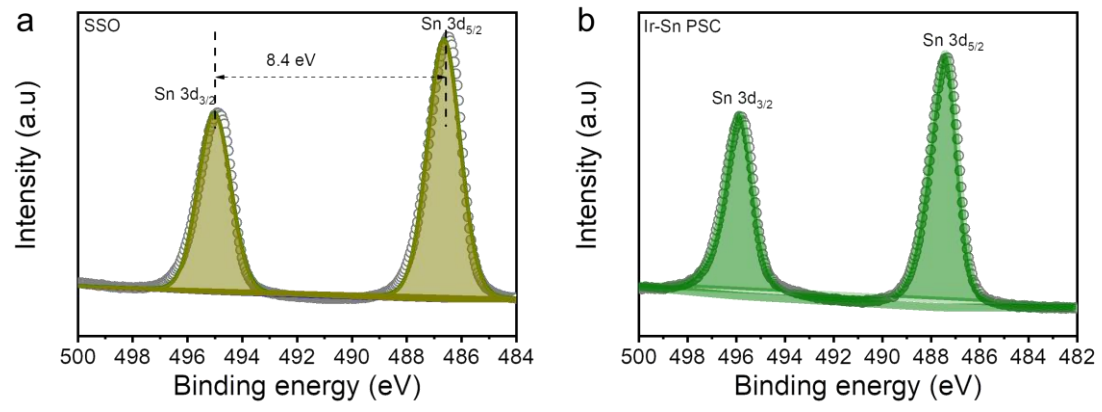 a
SSO
Sn 3d5/2
8.4 eV
Sn 3d3/2
Intensity (a.u)
500 498 496 494 492 490 488 486 484
Binding energy (eV)
b
Ir-Sn PSC
Sn 3d5/2
Sn 3d3/2
Intensity (a.u)
500 498 496 494 492 490 488 486 484 482
Binding energy (eV)